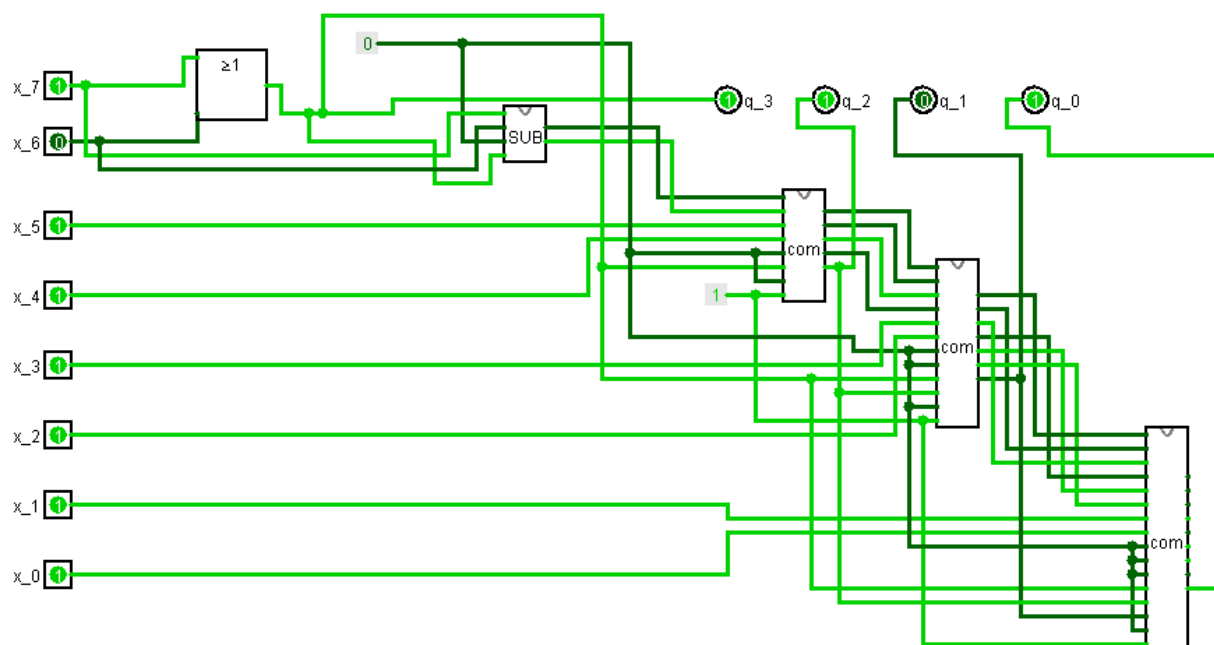 0
≥1
x_7 1
1 q_3 1 q_2 0 q_1 1 q_0
x_6 0
SUB
x_5 1
com
x_4 1
1
com
x_3 1
x_2 1
x_1 1
com
x_0 1